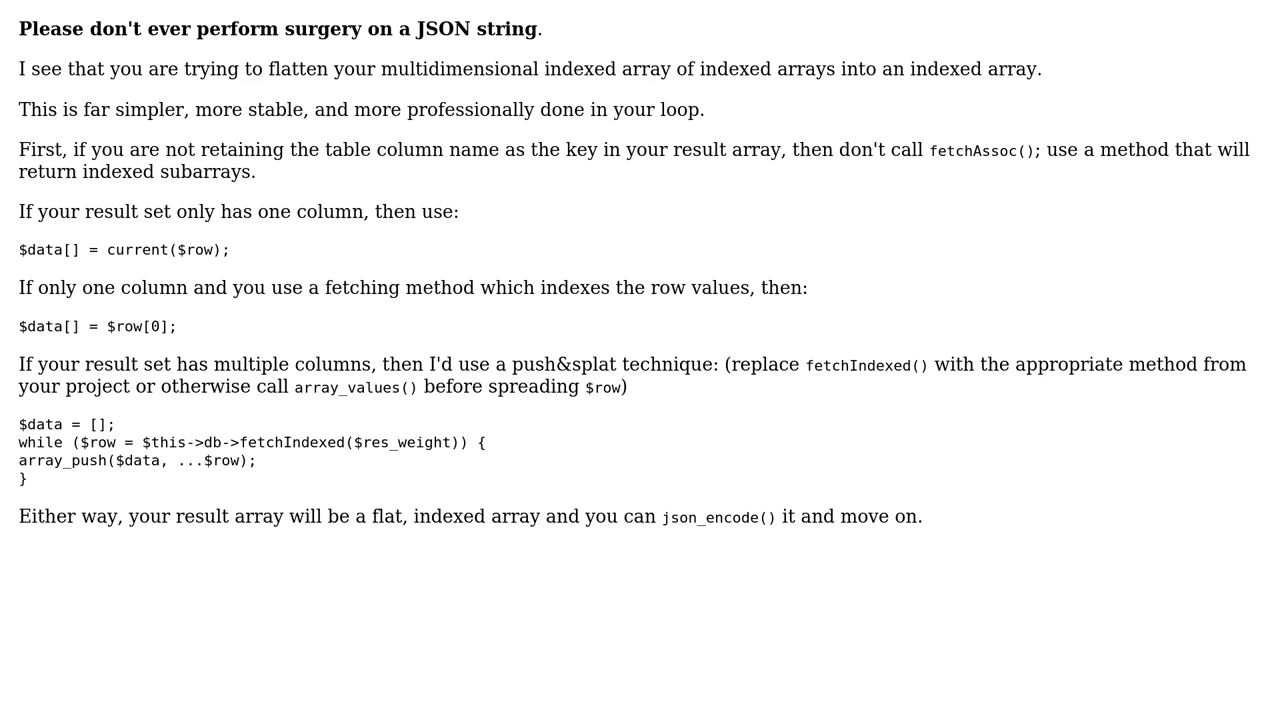 Please don't ever perform surgery on a JSON string.
I see that you are trying to flatten your multidimensional indexed array of indexed arrays into an indexed array.
This is far simpler, more stable, and more professionally done in your loop.
First, if you are not retaining the table column name as the key in your result array, then don't call fetchAssoc(); use a method that will
return indexed subarrays.
If your result set only has one column, then use:
$data[] = current($row);
If only one column and you use a fetching method which indexes the row values, then:
$data[] = $row[0];
If your result set has multiple columns, then I'd use a push&splat technique: (replace fetchIndexed() with the appropriate method from
your project or otherwise call array_values() before spreading $row)
$data = [];
while ($row = $this->db->fetchIndexed($res_weight)) {
array_push($data, ...$row);
}
Either way, your result array will be a flat, indexed array and you can json_encode() it and move on.